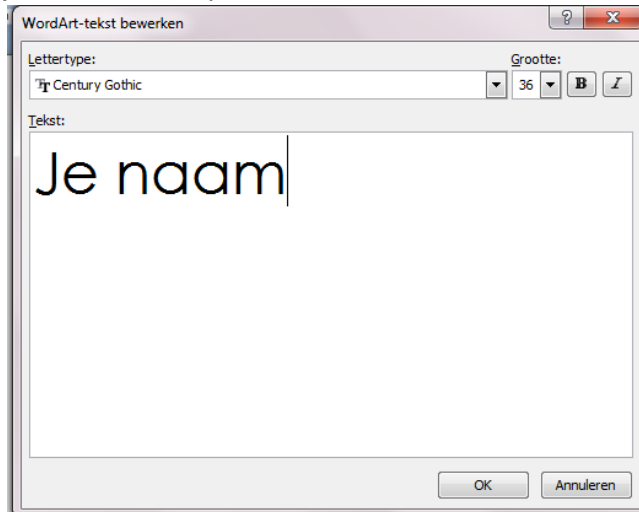 WordArt-tekst bewerken
Lettertype: Grootte:
Century Gothic 36 B I
Tekst:
Je naam
OK Annuleren